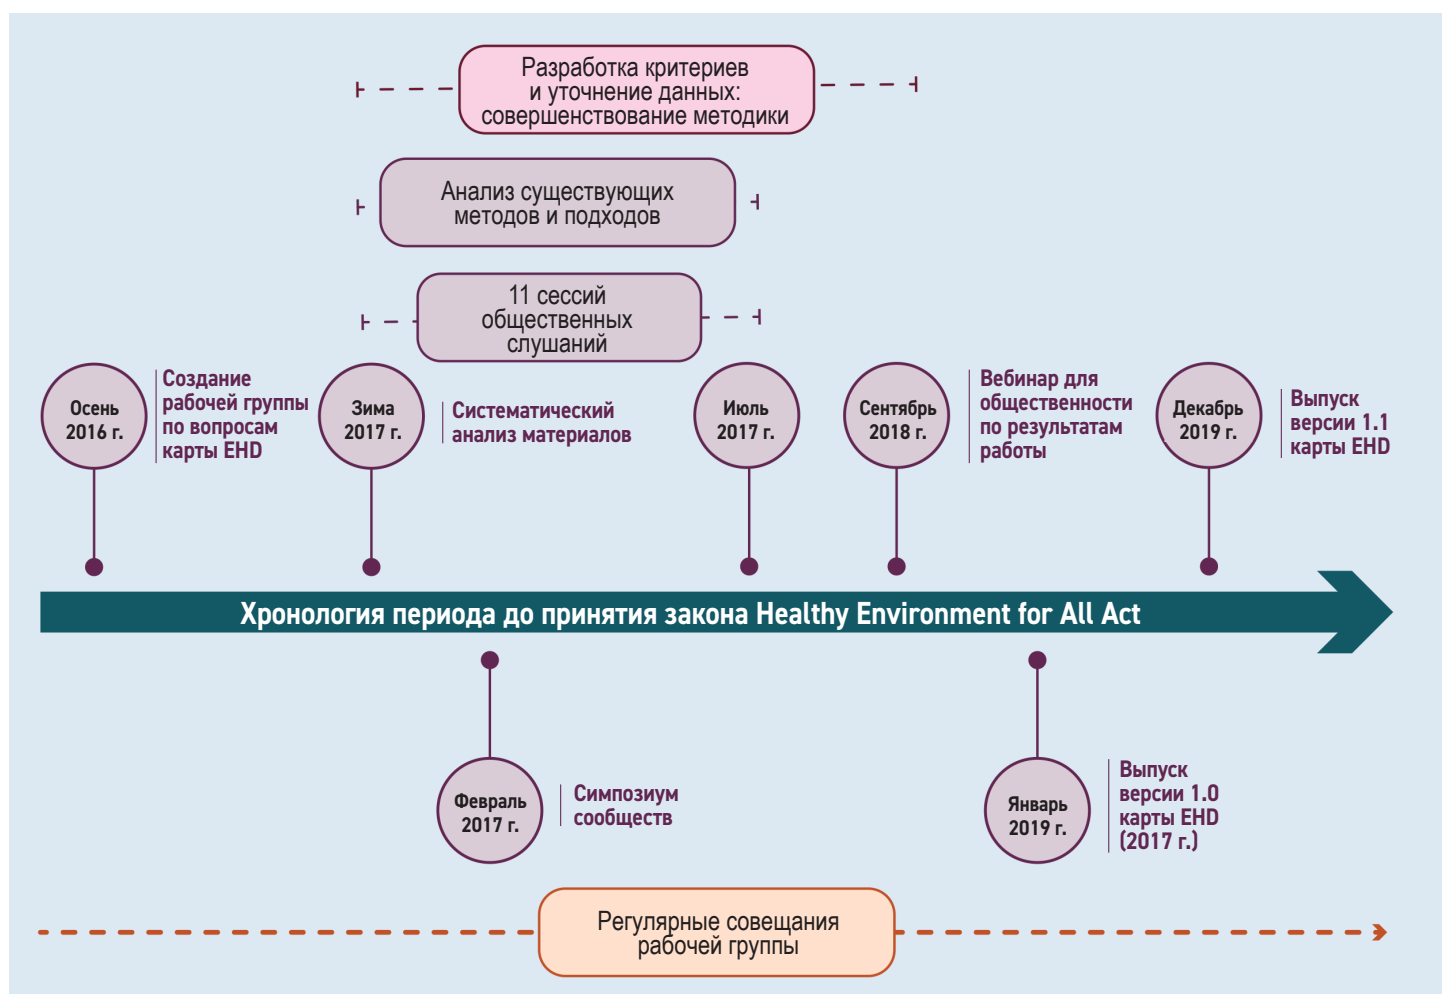 Разработка критериев
и уточнение данных:
совершенствование методики
Анализ существующих
методов и подходов
11 сессий
общественных
слушаний
Осень
2016 г.
Создание
рабочей группы
по вопросам
карты EHD
Зима
2017 г.
Систематический
анализ материалов
Июль
2017 г.
Сентябрь
2018 г.
Вебинар для
общественности
по результатам
работы
Декабрь
2019 г.
Выпуск
версии 1.1
карты EHD
Хронология периода до принятия закона Healthy Environment for All Act
Февраль
2017 г.
Симпозиум
сообществ
Январь
2019 г.
Выпуск
версии 1.0
карты EHD
(2017 г.)
Регулярные совещания
рабочей группы